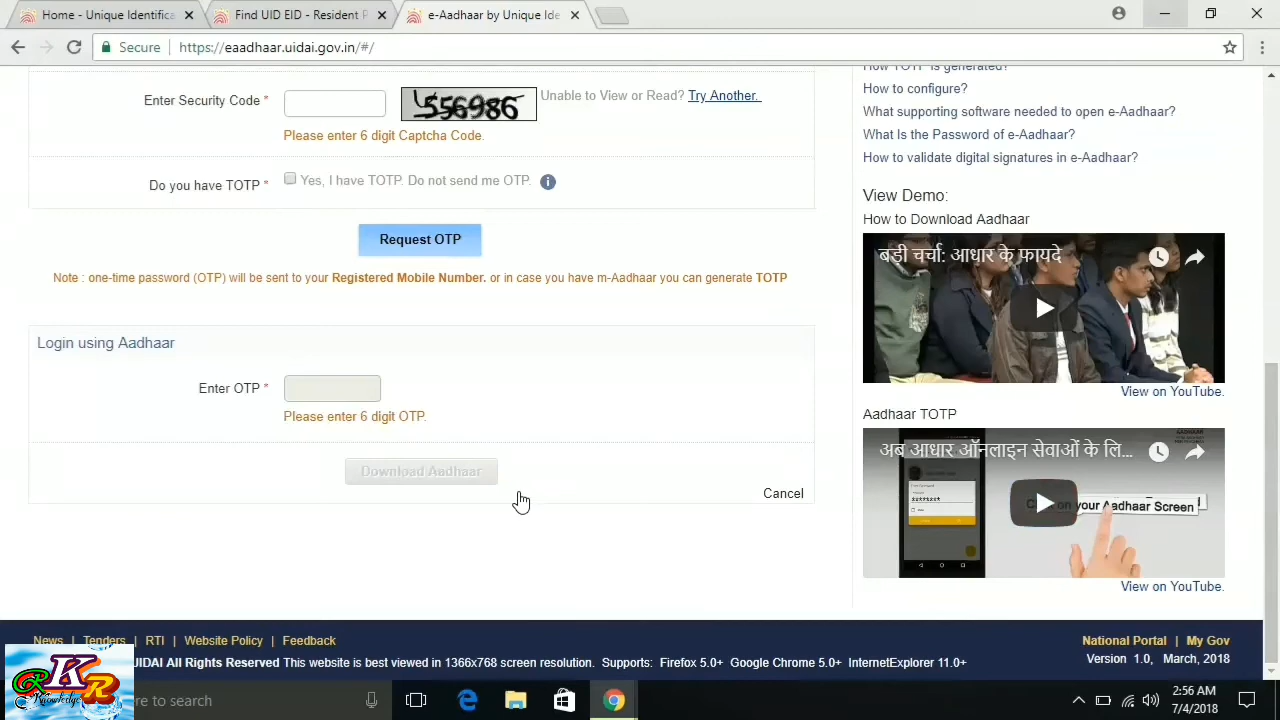 Home - Unique Identifica
Find UID EID - Resident P
e-Aadhaar by Unique Ide
Secure | https://eaadhaar.uidai.gov.in/#/
Enter Security Code *
556986
Unable to View or Read? Try Another.
Please enter 6 digit Captcha Code.
Do you have TOTP *
Yes, I have TOTP. Do not send me OTP.
Request OTP
Note : one-time password (OTP) will be sent to your Registered Mobile Number. or in case you have m-Aadhaar you can generate TOTP
Login using Aadhaar
Enter OTP *
Please enter 6 digit OTP.
Download Aadhaar
Cancel
How TOTP is generated?
How to configure?
What supporting software needed to open e-Aadhaar?
What Is the Password of e-Aadhaar?
How to validate digital signatures in e-Aadhaar?
View Demo:
How to Download Aadhaar
बड़ी चर्चा: आधार के फायदे
View on YouTube.
Aadhaar TOTP
अब आधार ऑनलाइन सेवाओं के लि...
on your Aadhaar Screen
View on YouTube.
News | Tenders | RTI | Website Policy | Feedback
National Portal | My Gov
UIDAI All Rights Reserved This website is best viewed in 1366x768 screen resolution. Supports: Firefox 5.0+ Google Chrome 5.0+ InternetExplorer 11.0+
Version 1.0, March, 2018
RKR
Knowledge
here to search
2:56 AM
7/4/2018